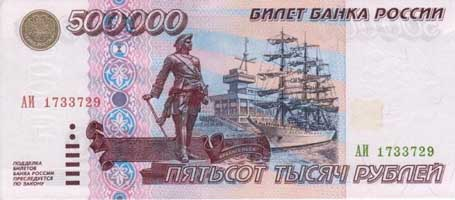 500000
БИЛЕТ БАНКА РОССИИ
АИ 1733729
ПОДДЕЛКА
БИЛЕТОВ
БАНКА РОССИИ
ПРЕСЛЕДУЕТСЯ
ПО ЗАКОНУ
АИ 1733729
ПЯТЬСОТ ТЫСЯЧ РУБЛЕЙ